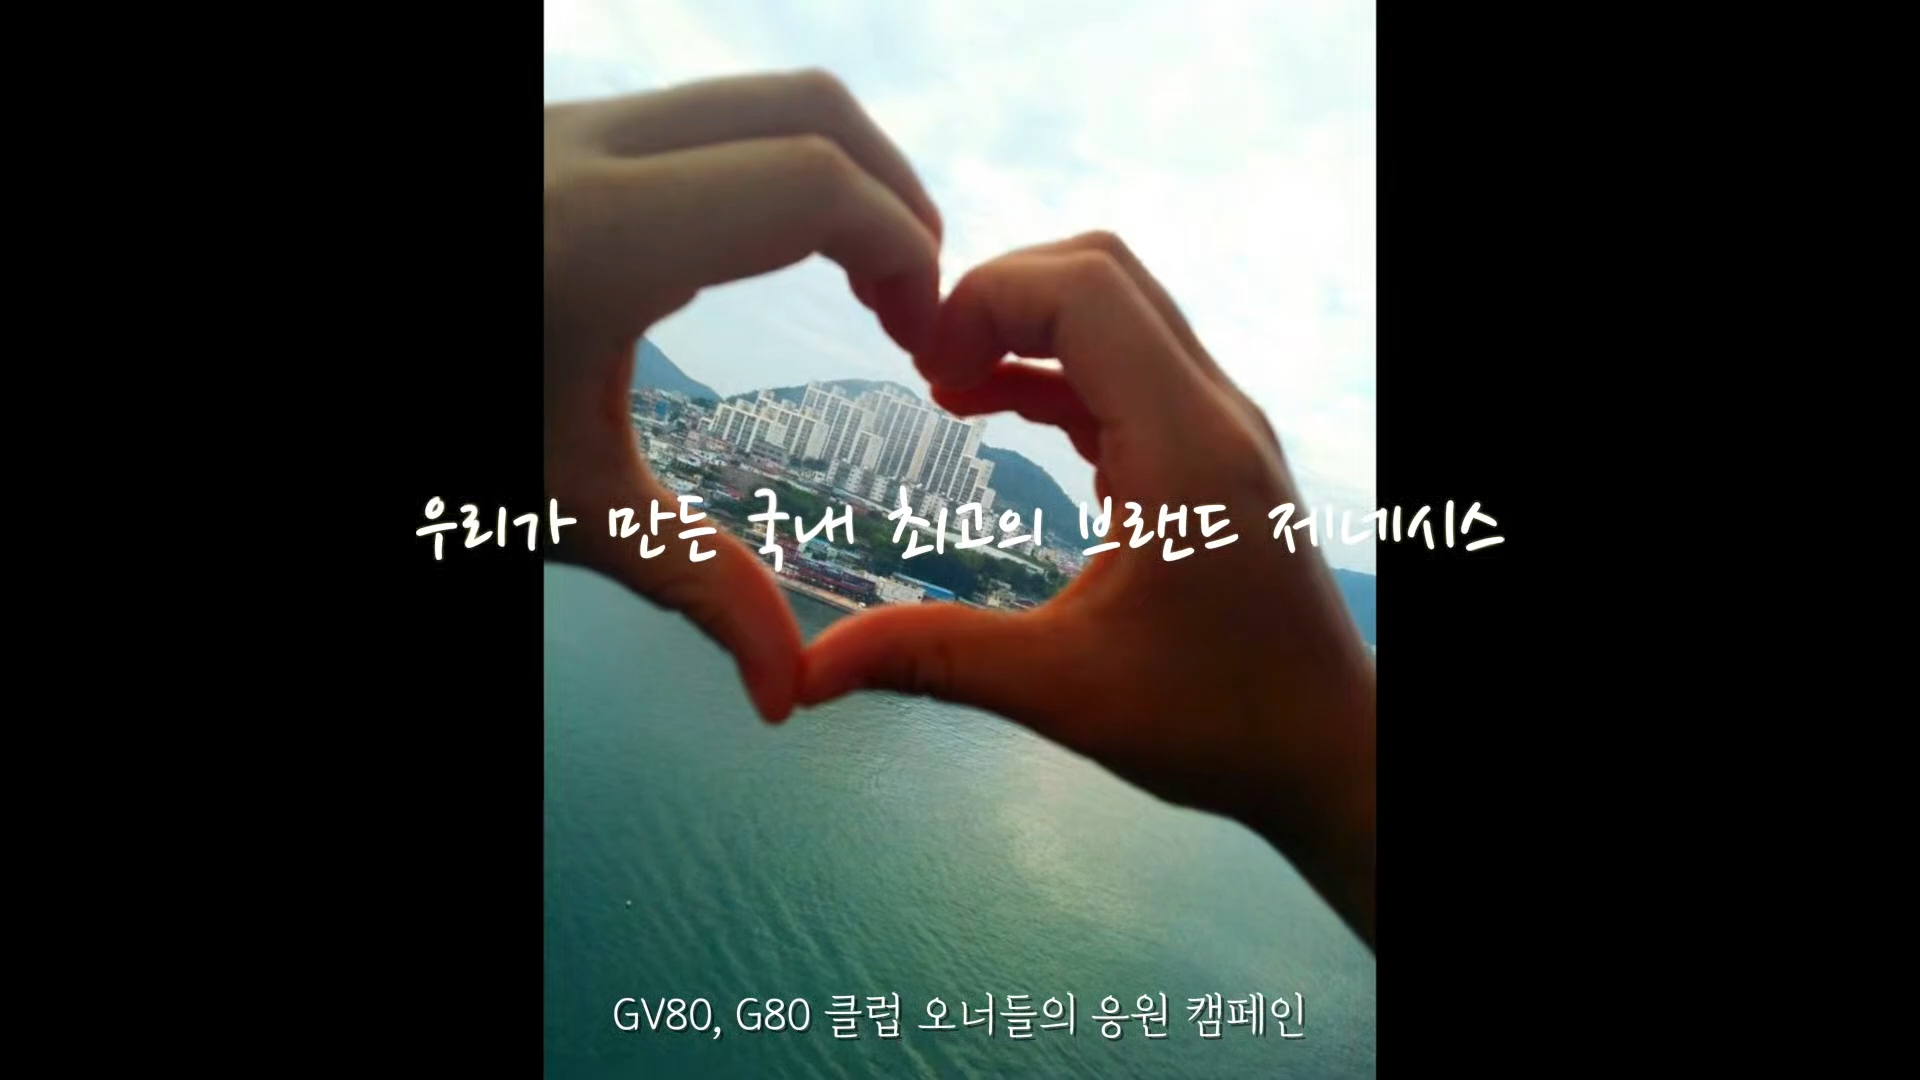 우리가 만든 국내 최고의 브랜드 제네시스
GV80, G80 클럽 오너들의 응원 캠페인